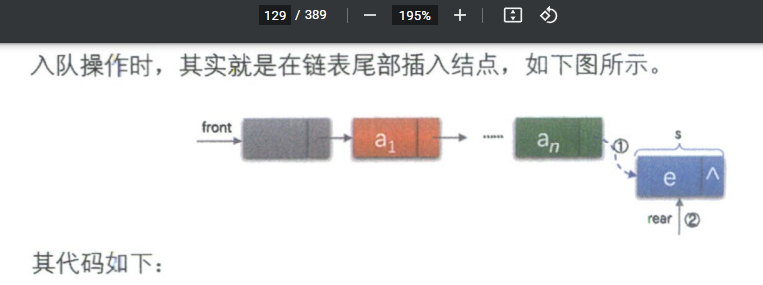 129 / 389 | — 195% +
入队操作时，其实就是在链表尾部插入结点，如下图所示。
front
a1 …… an ① s
e ^
rear ②
其代码如下：